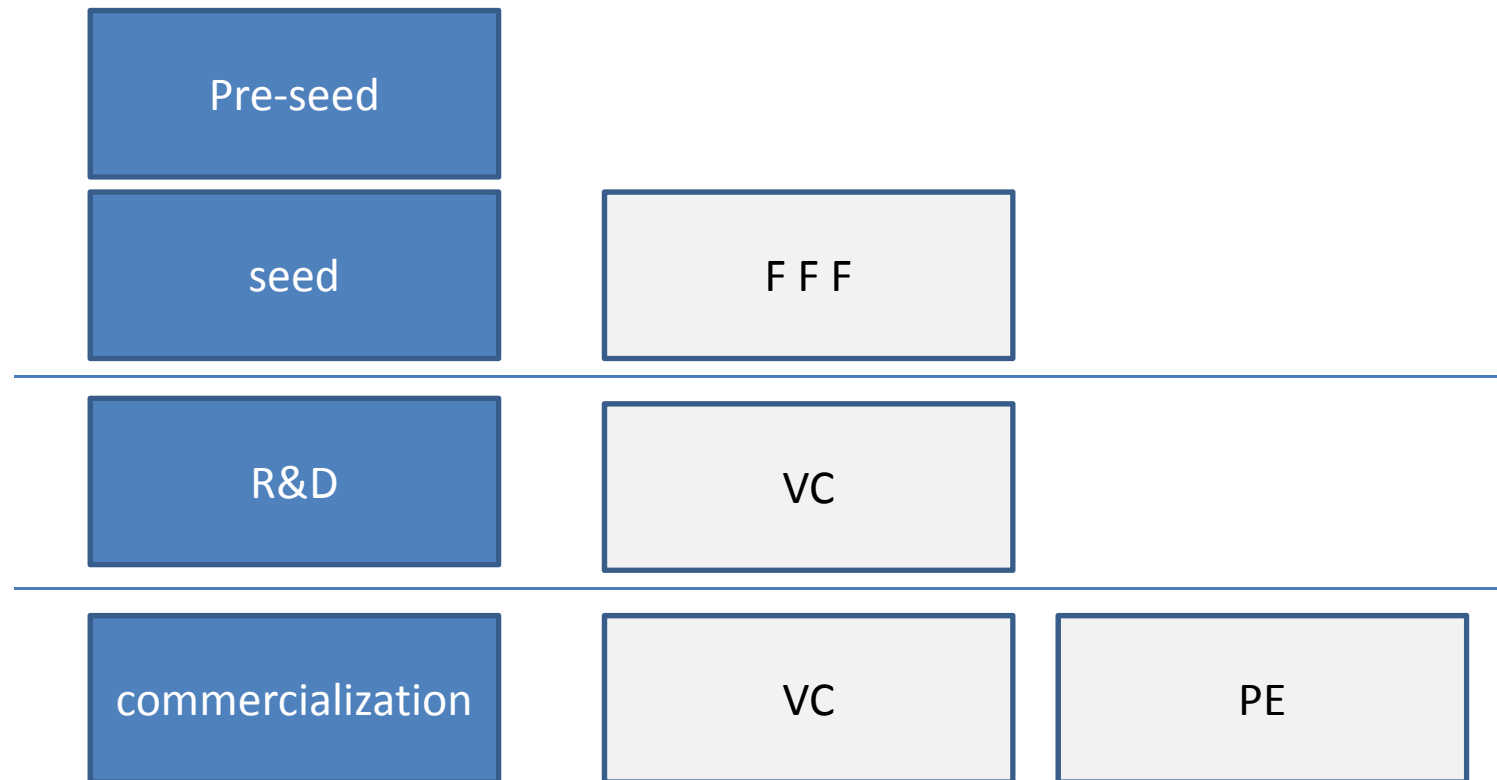 Pre-seed
seed
F F F
R&D
VC
commercialization
VC
PE